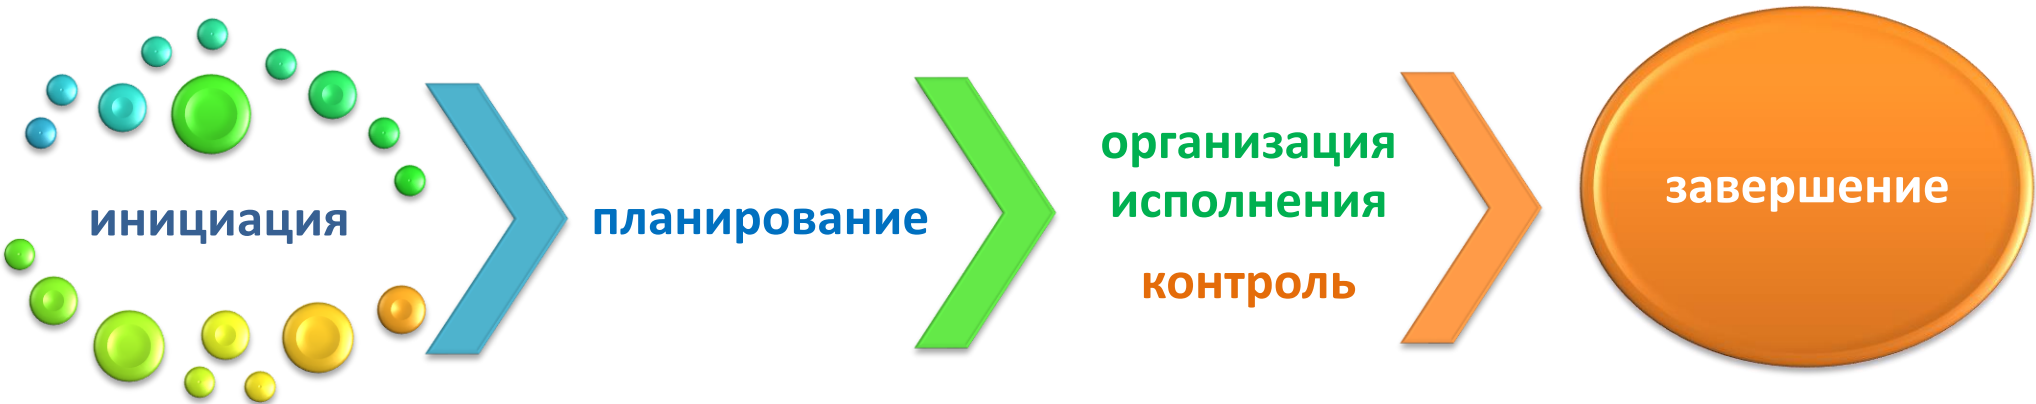 инициация
планирование
организация
исполнения
контроль
завершение